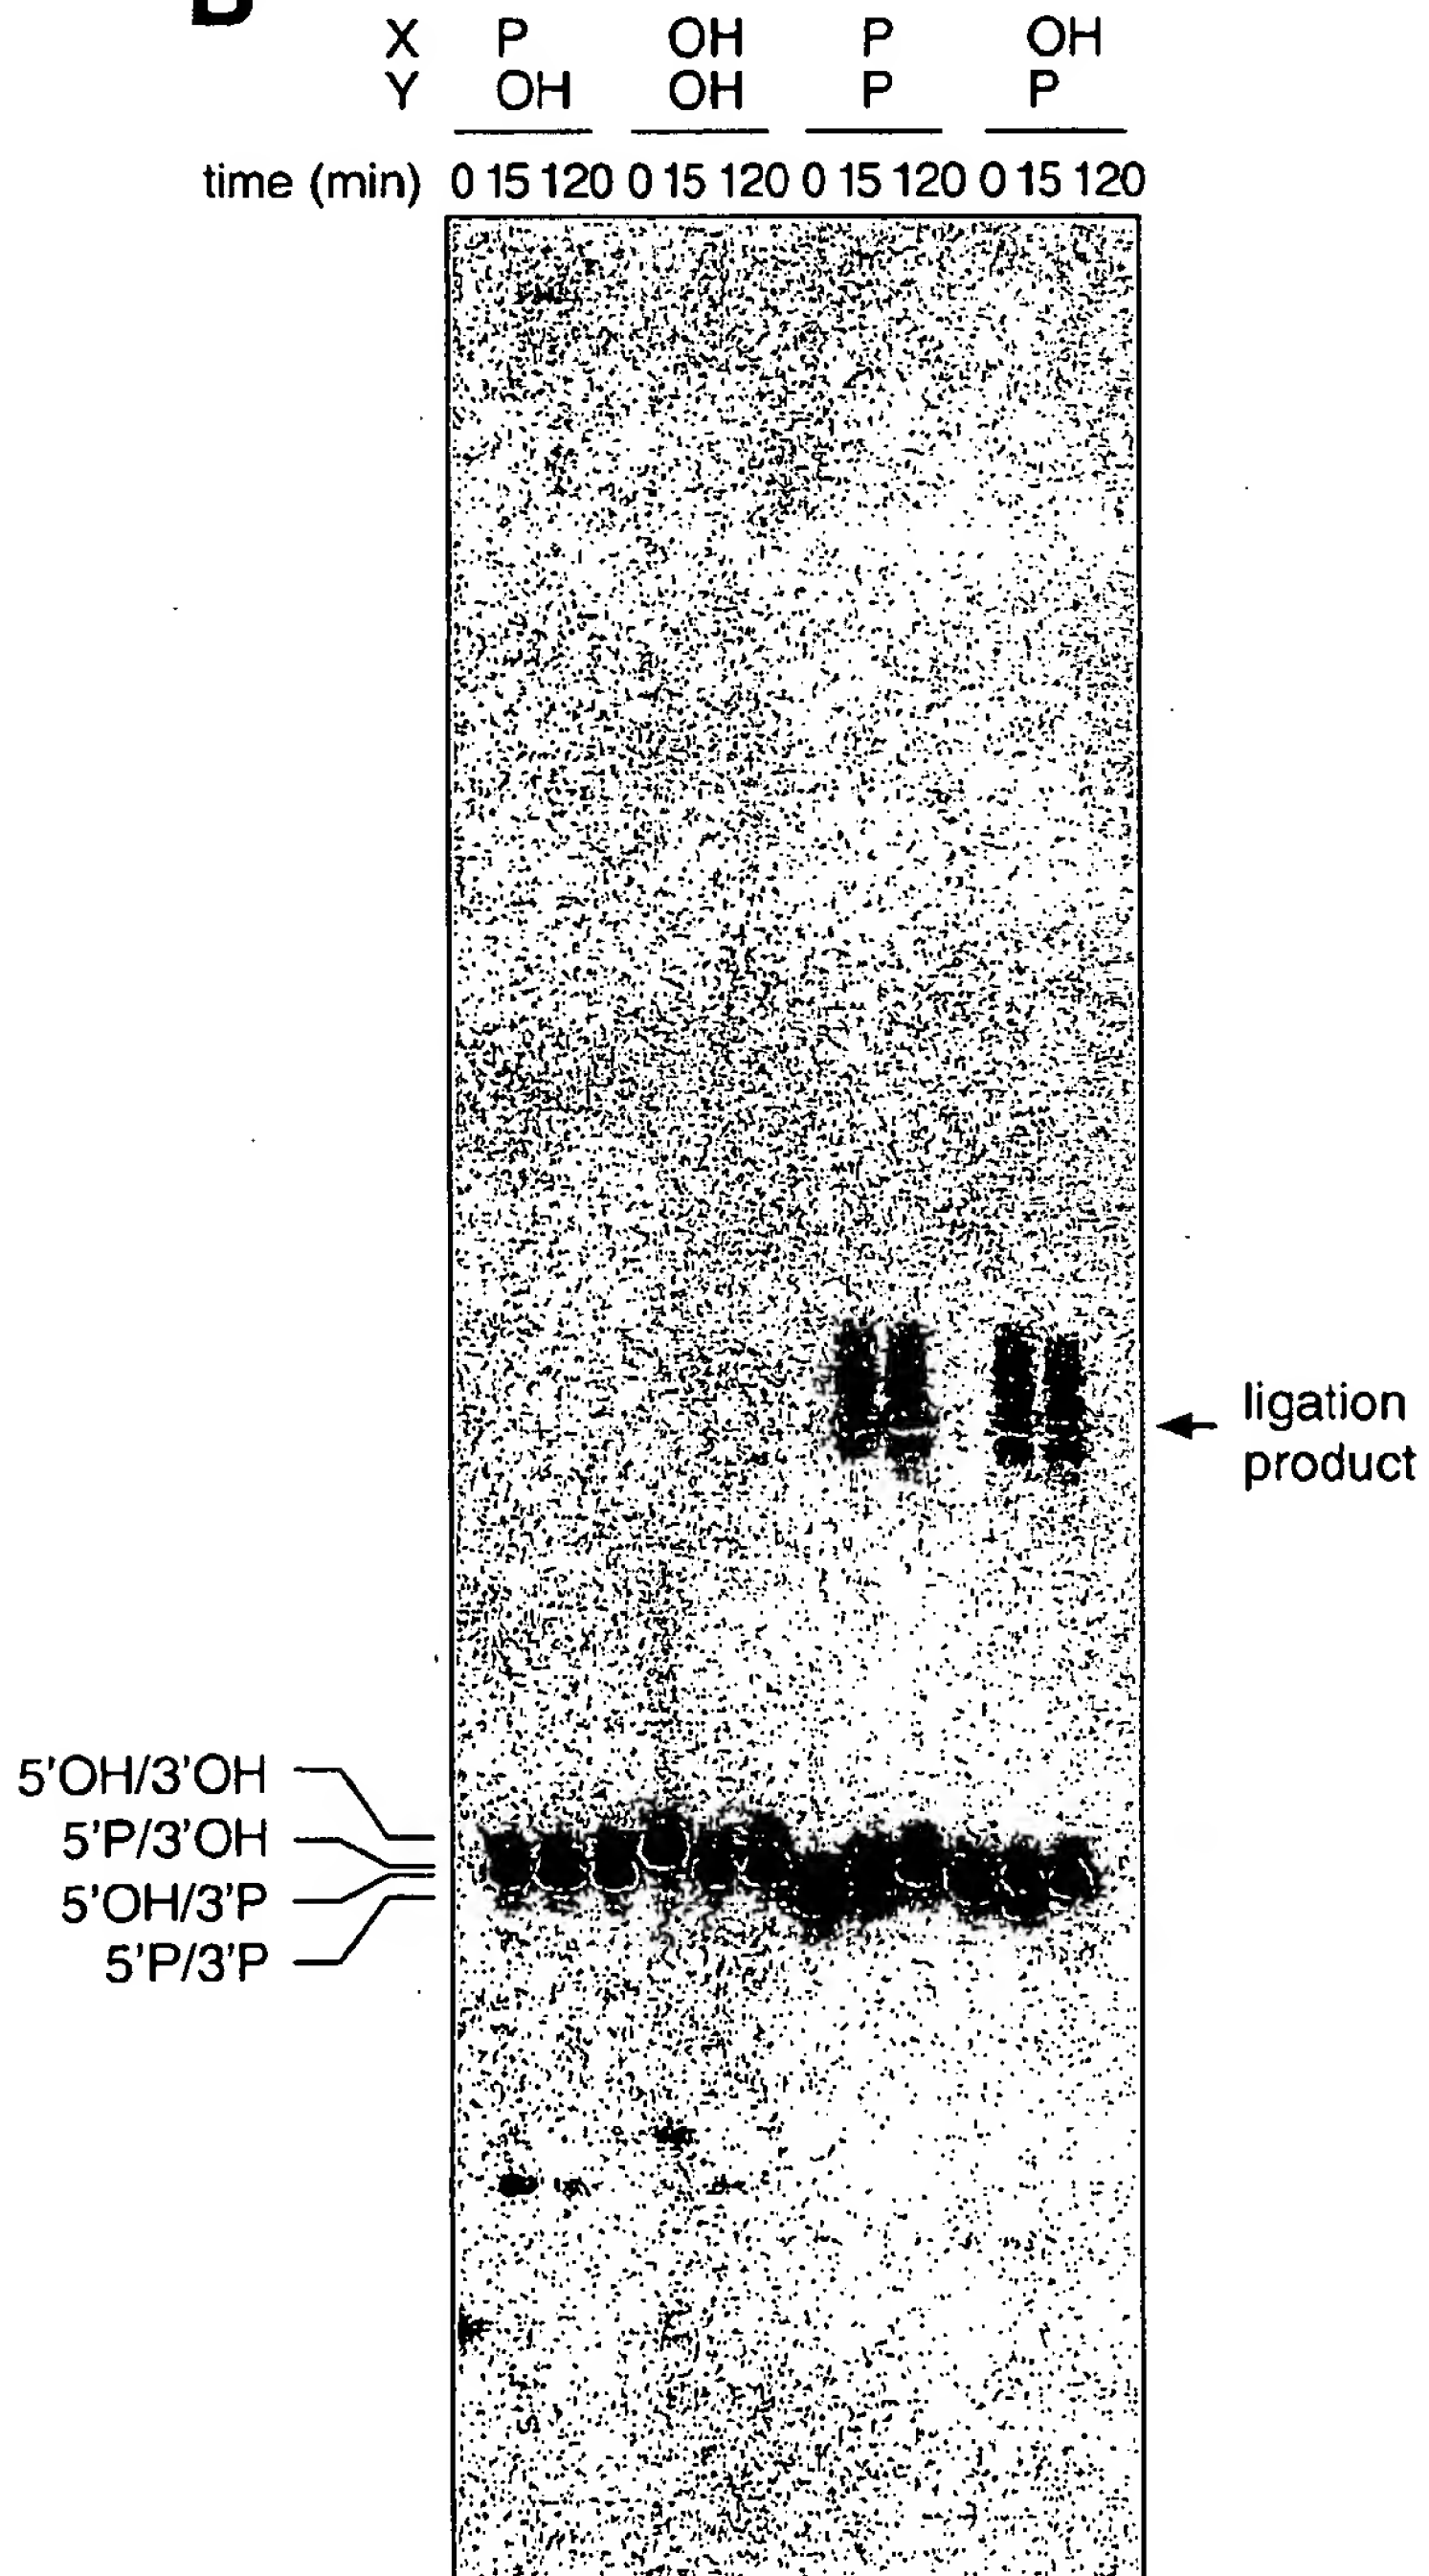 B
X P OH P OH
Y OH OH P P
time (min) 0 15 120 0 15 120 0 15 120 0 15 120
ligation
product
5'OH/3'OH
5'P/3'OH
5'OH/3'P
5'P/3'P